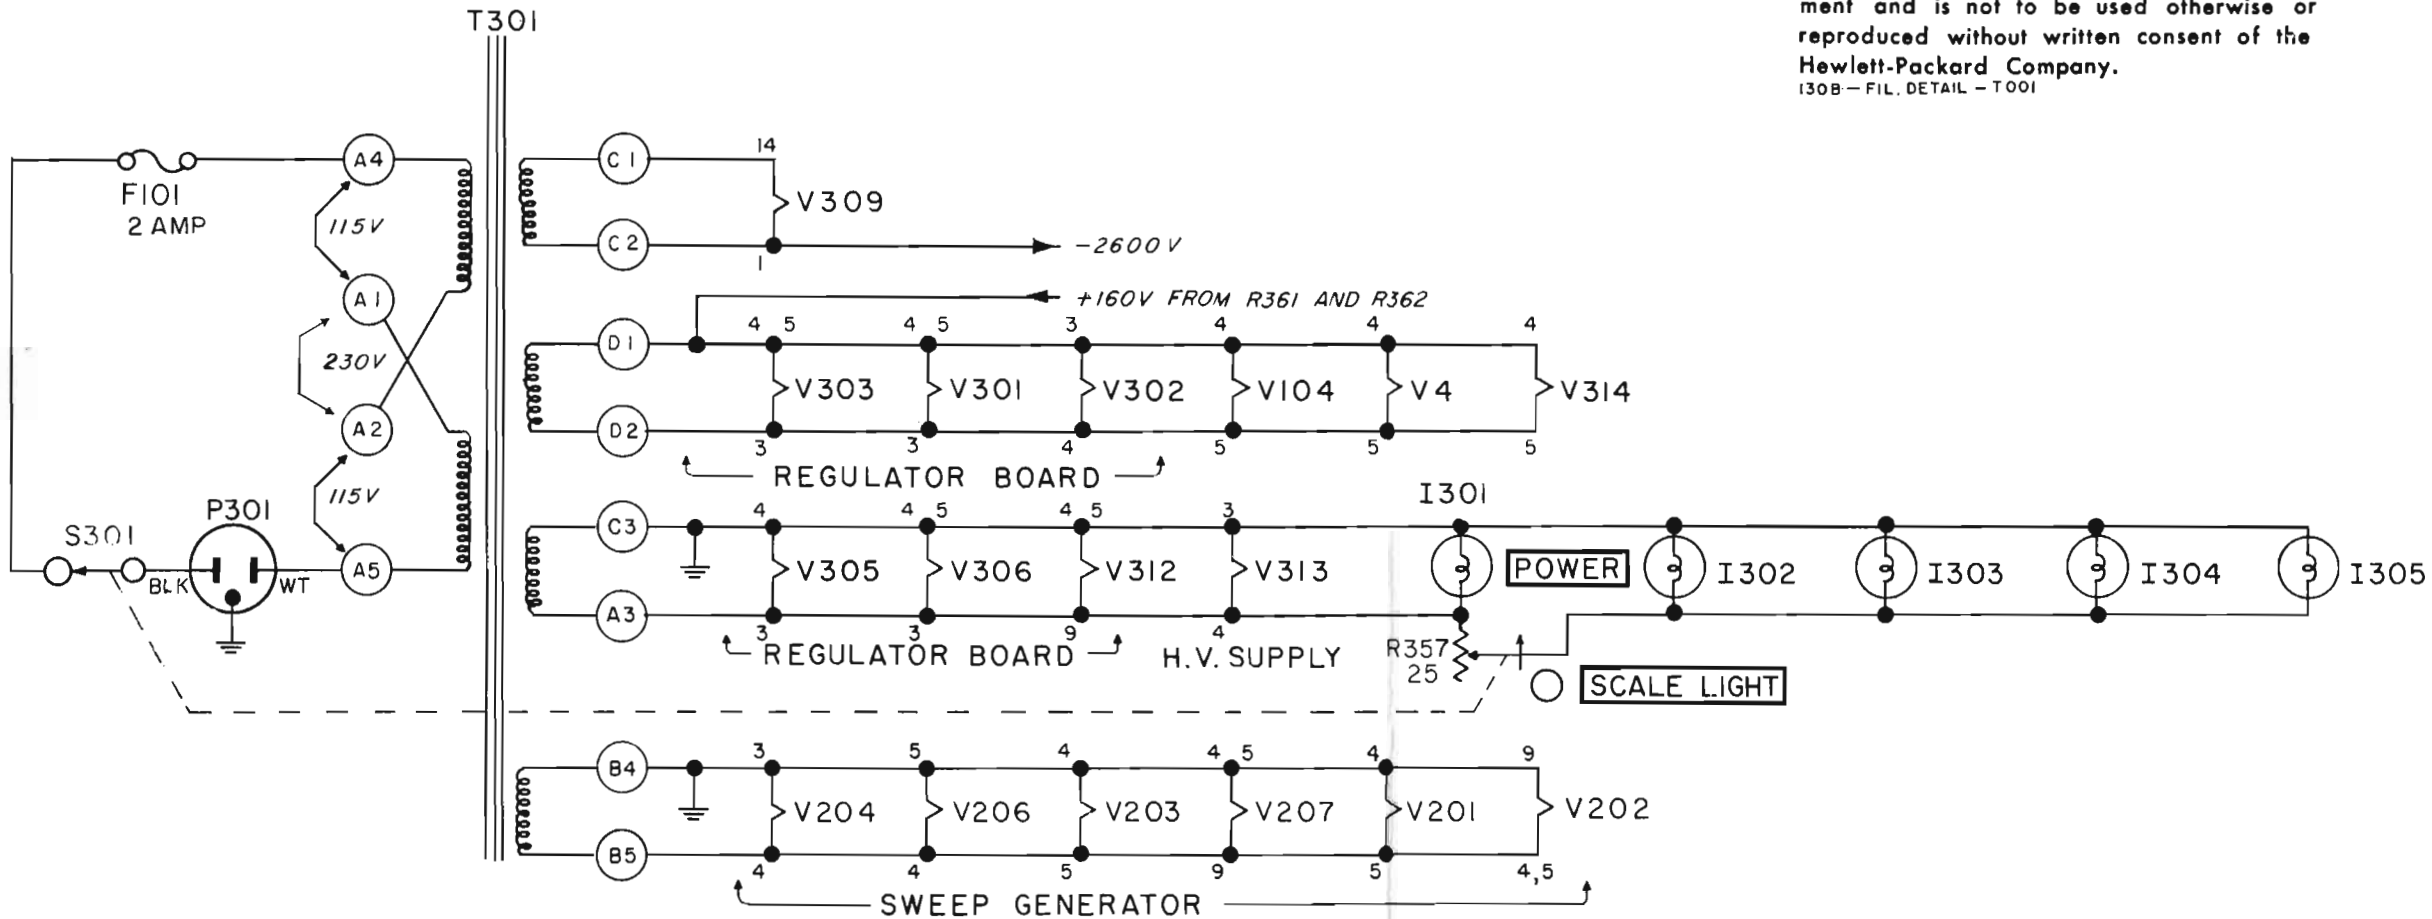 T301
ment and is not to be used otherwise or
reproduced without written consent of the
Hewlett-Packard Company.
130B-FIL. DETAIL - T001
A4
F101
2 AMP
115V
A1
230V
A2
115V
A5
P301
S301
BLK
WT
C1
14
V309
C2
1
-2600V
+160V FROM R361 AND R362
D1
4 5
4 5
3
4
4
4
V303
V301
V302
V104
V4
V314
D2
3
3
4
5
5
5
REGULATOR BOARD
I301
C3
4
4 5
4 5
3
V305
V306
V312
V313
POWER
I302
I303
I304
I305
A3
3
3
9
4
REGULATOR BOARD
H.V. SUPPLY
R357
25
SCALE LIGHT
B4
3
5
4
4 5
4
9
V204
V206
V203
V207
V201
V202
B5
4
4
5
9
5
4,5
SWEEP GENERATOR